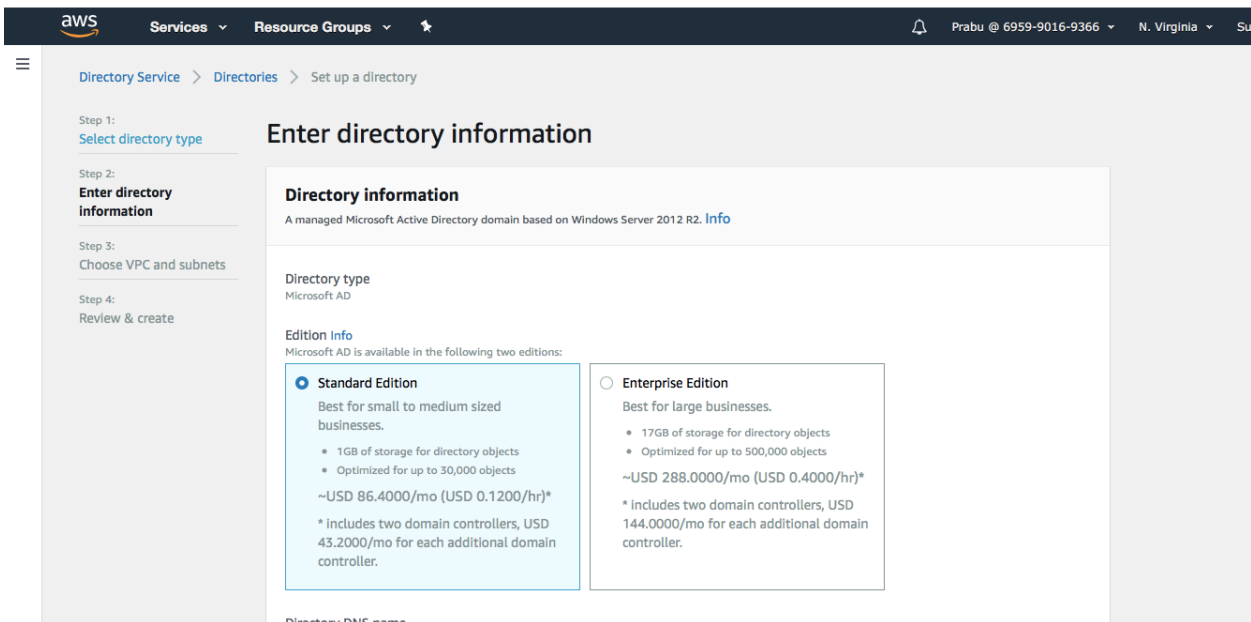 aws Services Resource Groups Prabu @ 6959-9016-9366 N. Virginia Su
Directory Service > Directories > Set up a directory
Step 1:
Select directory type
Step 2:
Enter directory
information
Step 3:
Choose VPC and subnets
Step 4:
Review & create
Enter directory information
Directory information
A managed Microsoft Active Directory domain based on Windows Server 2012 R2. Info
Directory type
Microsoft AD
Edition Info
Microsoft AD is available in the following two editions:
Standard Edition
Best for small to medium sized
businesses.
• 1GB of storage for directory objects
• Optimized for up to 30,000 objects
~USD 86.4000/mo (USD 0.1200/hr)*
* includes two domain controllers, USD
43.2000/mo for each additional domain
controller.
Enterprise Edition
Best for large businesses.
• 17GB of storage for directory objects
• Optimized for up to 500,000 objects
~USD 288.0000/mo (USD 0.4000/hr)*
* includes two domain controllers, USD
144.0000/mo for each additional domain
controller.
Directory DNS name